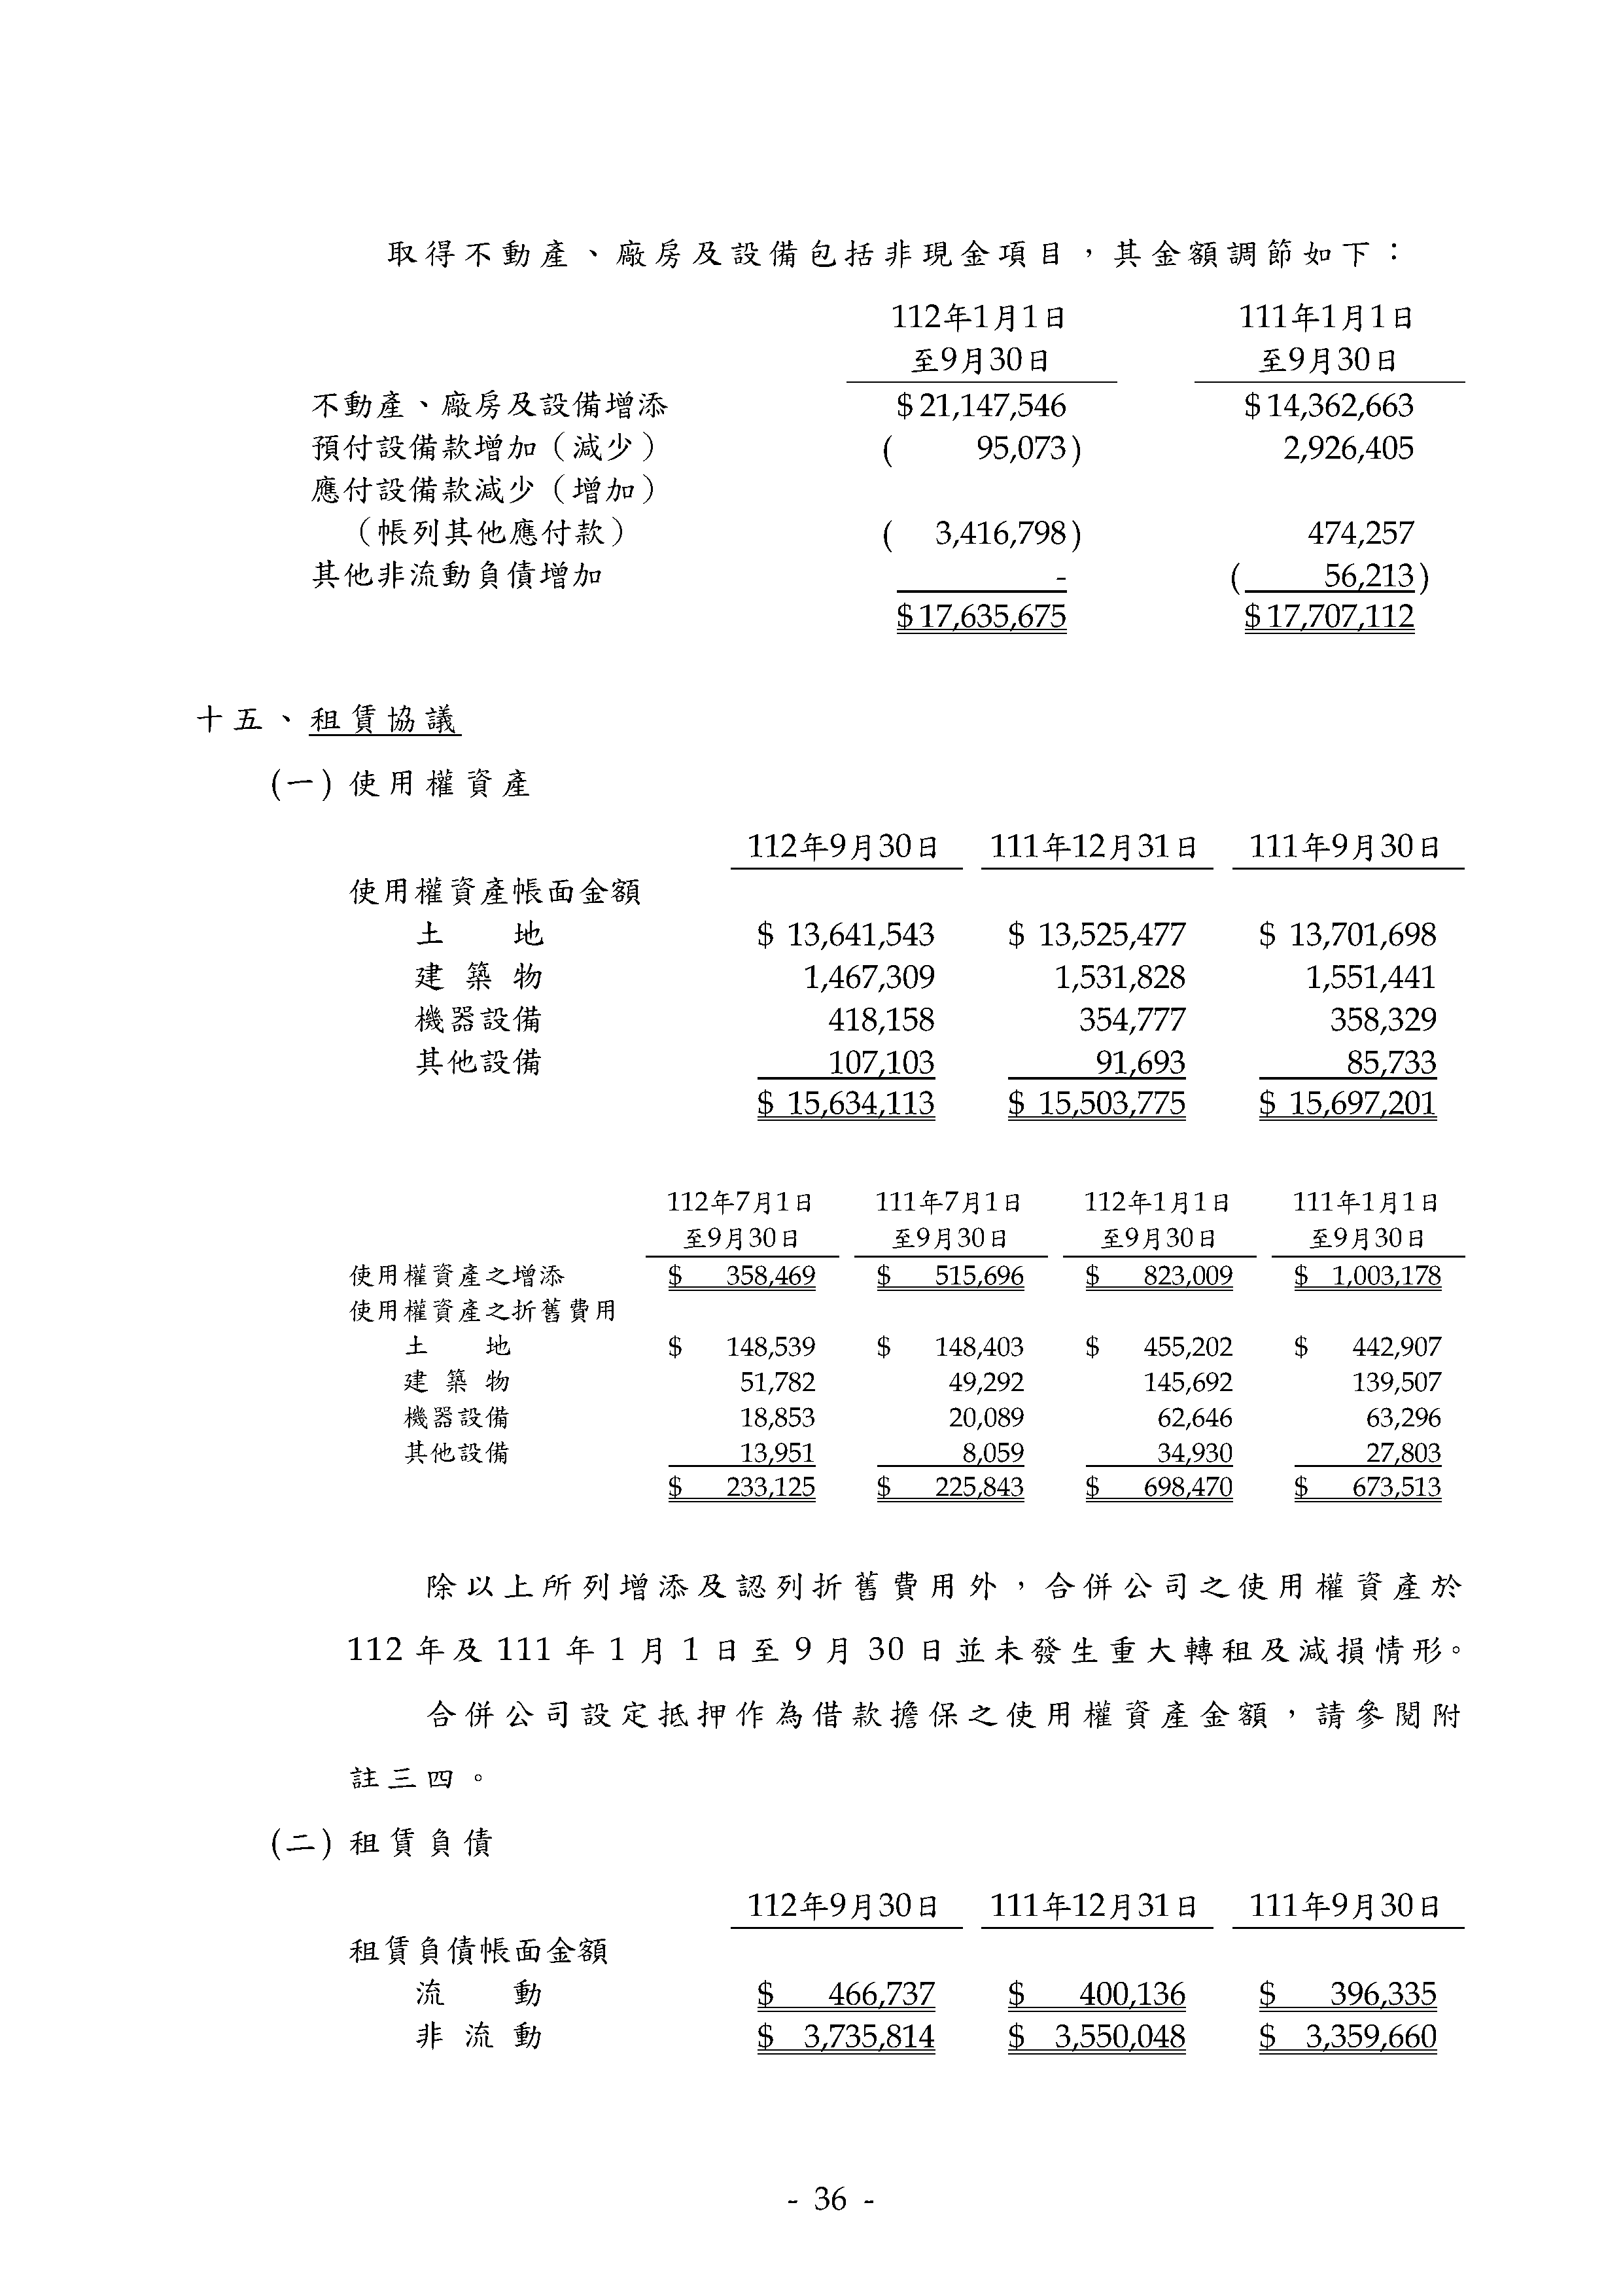 取得不動產、廠房及設備包括非現金項目，其金額調節如下：
112年1月1日 111年1月1日
至9月30日 至9月30日
不動產、廠房及設備增添 $21,147,546 $14,362,663
預付設備款增加（減少） ( 95,073) 2,926,405
應付設備款減少（增加）
（帳列其他應付款） ( 3,416,798) 474,257
其他非流動負債增加 - ( 56,213)
$17,635,675 $17,707,112
十五、租賃協議
(一) 使用權資產
112年9月30日 111年12月31日 111年9月30日
使用權資產帳面金額
土 地 $ 13,641,543 $ 13,525,477 $ 13,701,698
建 築 物 1,467,309 1,531,828 1,551,441
機器設備 418,158 354,777 358,329
其他設備 107,103 91,693 85,733
$ 15,634,113 $ 15,503,775 $ 15,697,201
112年7月1日 111年7月1日 112年1月1日 111年1月1日
至9月30日 至9月30日 至9月30日 至9月30日
使用權資產之增添 $ 358,469 $ 515,696 $ 823,009 $ 1,003,178
使用權資產之折舊費用
土 地 $ 148,539 $ 148,403 $ 455,202 $ 442,907
建 築 物 51,782 49,292 145,692 139,507
機器設備 18,853 20,089 62,646 63,296
其他設備 13,951 8,059 34,930 27,803
$ 233,125 $ 225,843 $ 698,470 $ 673,513
除以上所列增添及認列折舊費用外，合併公司之使用權資產於
112 年及 111 年 1 月 1 日至 9 月 30 日並未發生重大轉租及減損情形。
合併公司設定抵押作為借款擔保之使用權資產金額，請參閱附
註三四。
(二) 租賃負債
112年9月30日 111年12月31日 111年9月30日
租賃負債帳面金額
流 動 $ 466,737 $ 400,136 $ 396,335
非 流 動 $ 3,735,814 $ 3,550,048 $ 3,359,660
- 36 -